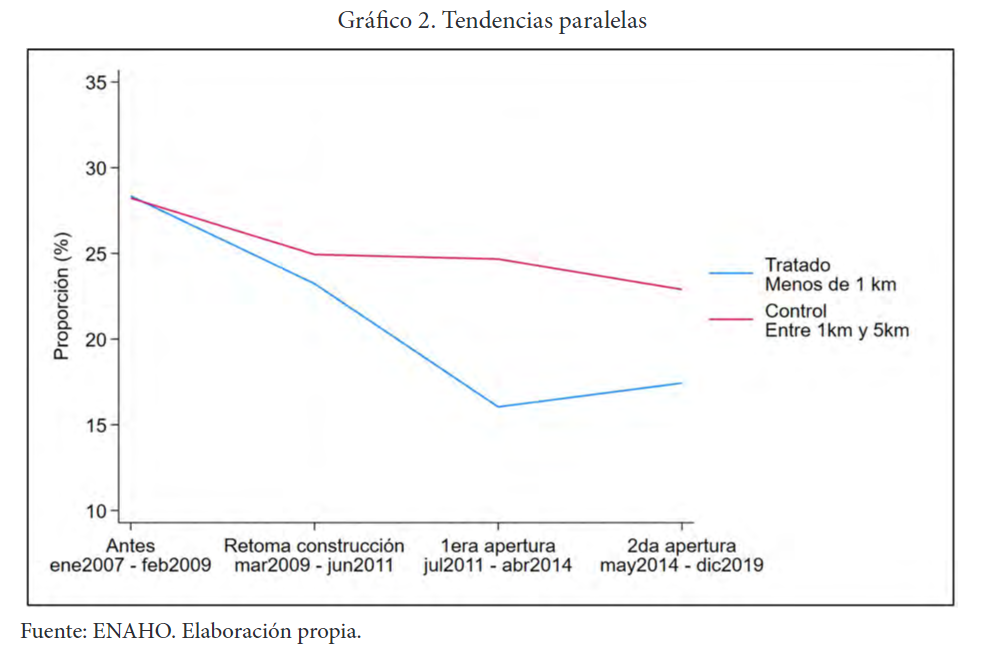 Gráfico 2. Tendencias paralelas
35
30
25
20
15
10
Proporción (%)
Tratado
Menos de 1 km
Control
Entre 1km y 5km
Antes
ene2007 - feb2009
Retoma construcción
mar2009 - jun2011
1era apertura
jul2011 - abr2014
2da apertura
may2014 - dic2019
Fuente: ENAHO. Elaboración propia.